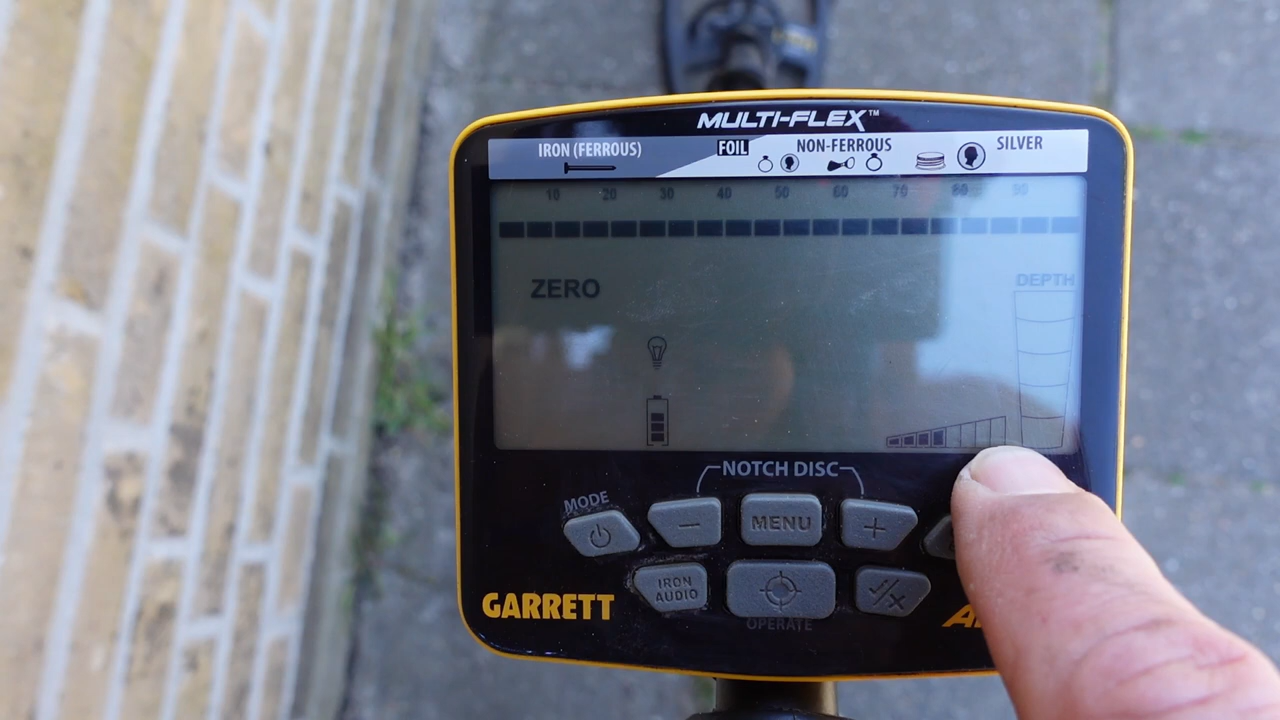 MULTI-FLEX™
IRON (FERROUS) FOIL NON-FERROUS SILVER
10 20 30 40 50 60 70 80 90
ZERO
DEPTH
NOTCH DISC
MODE
− MENU +
IRON
AUDIO
OPERATE
GARRETT